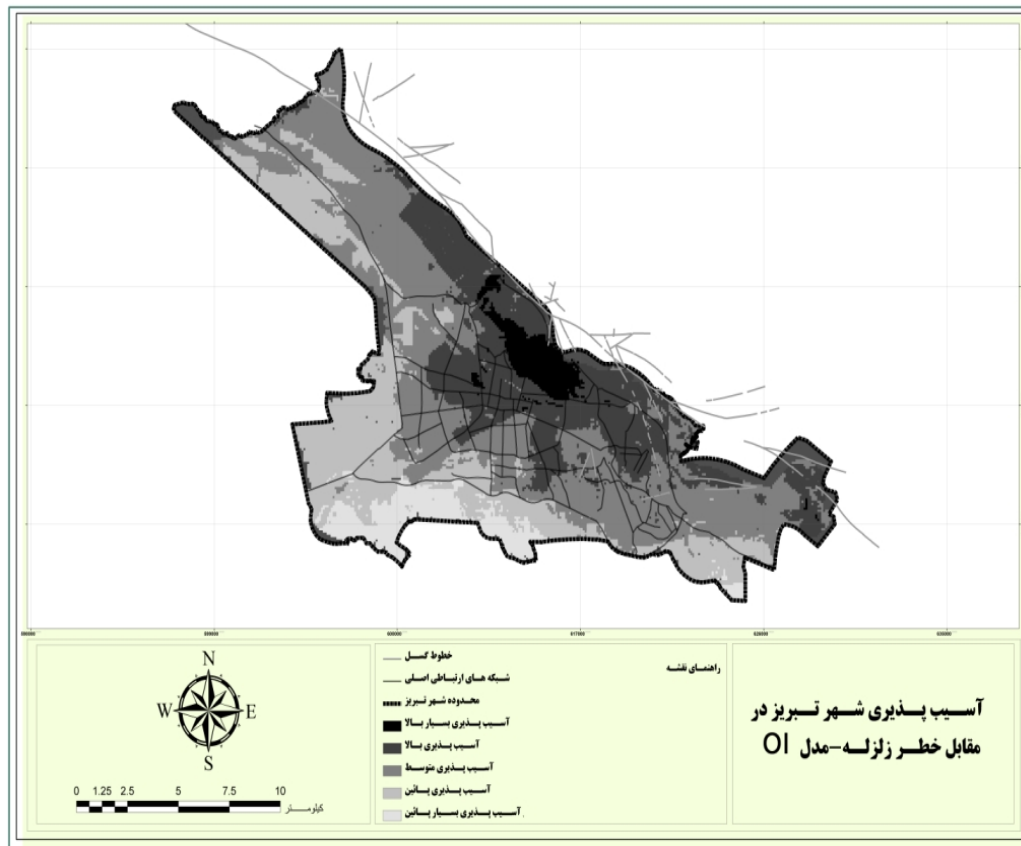 N
W E
S
0 1.25 2.5 5 7.5 10
کیلومتر
راهنمای نقشه
خطوط گسل
شبکه های ارتباطی اصلی
محدوده شهر تبریز
آسیب پذیری بسیار بالا
آسیب پذیری بالا
آسیب پذیری متوسط
آسیب پذیری پائین
آسیب پذیری بسیار پائین
آسیب پذیری شهر تبریز در
مقابل خطر زلزله-مدل OI